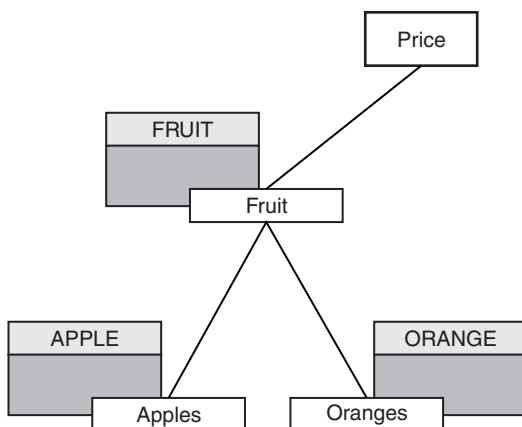 Price
FRUIT
Fruit
APPLE
ORANGE
Apples
Oranges